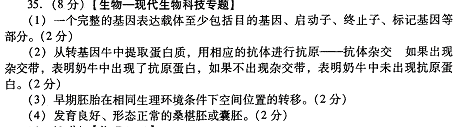 35.（8分）【生物—现代生物科技专题】
（1）一个完整的基因表达载体至少包括目的基因、启动子、终止子、标记基因等
部分。（2分）
（2）从转基因牛中提取蛋白质，用相应的抗体进行抗原——抗体杂交　如果出现
杂交带，表明奶牛中出现了抗原蛋白，如果不出现杂交带，表明奶牛中未出现抗原蛋
白。（2分）
（3）早期胚胎在相同生理环境条件下空间位置的转移。（2分）
（4）发育良好、形态正常的桑椹胚或囊胚。（2分）